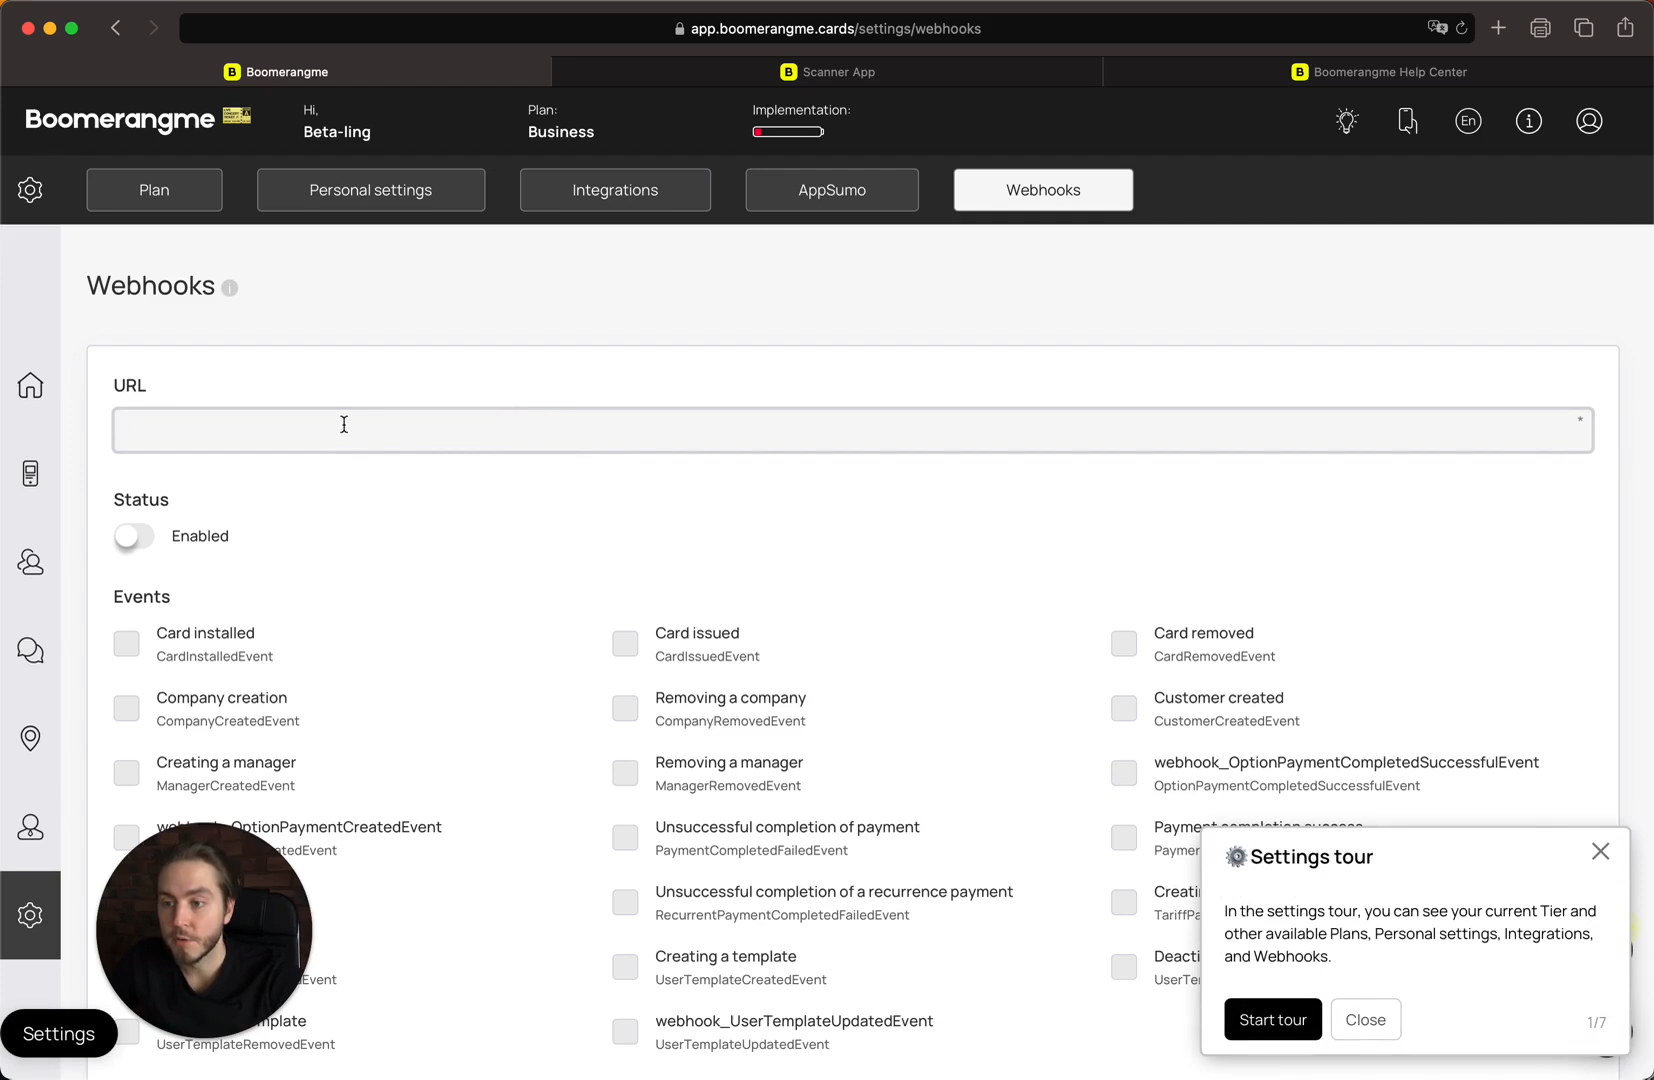 app.boomerangme.cards/settings/webhooks
B Boomerangme
B Scanner App
B Boomerangme Help Center
Boomerangme
Hi,
Beta-ling
Plan:
Business
Implementation:
En
Plan
Personal settings
Integrations
AppSumo
Webhooks
Webhooks
URL
*
Status
Enabled
Events
Card installed
CardInstalledEvent
Card issued
CardIssuedEvent
Card removed
CardRemovedEvent
Company creation
CompanyCreatedEvent
Removing a company
CompanyRemovedEvent
Customer created
CustomerCreatedEvent
Creating a manager
ManagerCreatedEvent
Removing a manager
ManagerRemovedEvent
webhook_OptionPaymentCompletedSuccessfulEvent
OptionPaymentCompletedSuccessfulEvent
OptionPaymentCreatedEvent
atedEvent
Unsuccessful completion of payment
PaymentCompletedFailedEvent
Unsuccessful completion of a recurrence payment
RecurrentPaymentCompletedFailedEvent
Event
Creating a template
UserTemplateCreatedEvent
mplate
UserTemplateRemovedEvent
webhook_UserTemplateUpdatedEvent
UserTemplateUpdatedEvent
Settings
Settings tour
In the settings tour, you can see your current Tier and
other available Plans, Personal settings, Integrations,
and Webhooks.
Start tour
Close
1/7